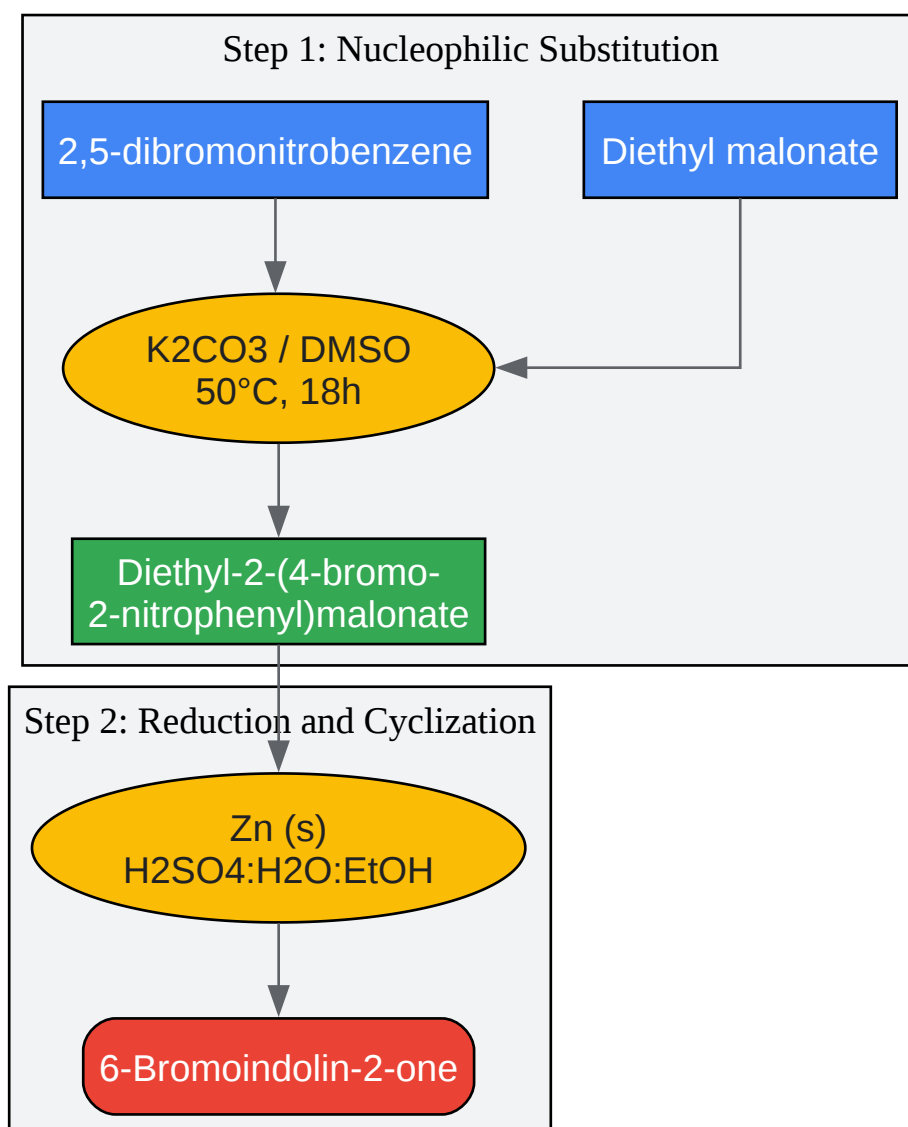 Step 1: Nucleophilic Substitution
2,5-dibromonitrobenzene
Diethyl malonate
K2CO3 / DMSO
50°C, 18h
Diethyl-2-(4-bromo-
2-nitrophenyl)malonate
Step 2: Reduction and Cyclization
Zn (s)
H2SO4:H2O:EtOH
6-Bromoindolin-2-one